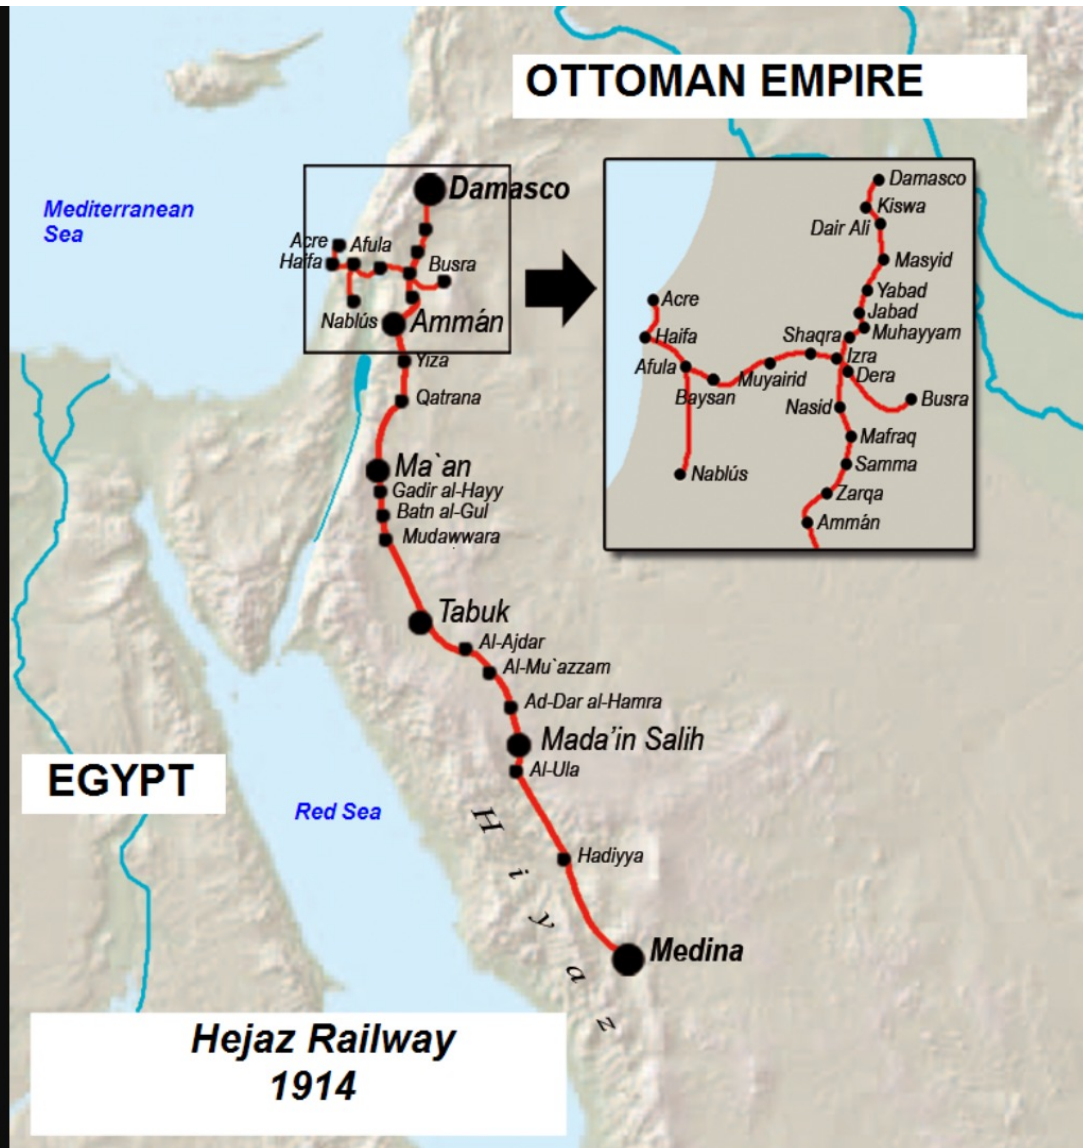 OTTOMAN EMPIRE
Mediterranean
Sea
Damasco
Acre
Afula
Haifa
Busra
Nablús
Ammán
Yiza
Qatrana
Ma`an
Gadir al-Hayy
Batn al-Gul
Mudawwara
Tabuk
Al-Ajdar
Al-Mu`azzam
Ad-Dar al-Hamra
Mada’in Salih
Al-Ula
Hadiyya
Medina
Hiyaz
EGYPT
Red Sea
Damasco
Kiswa
Dair Ali
Masyid
Yabad
Jabad
Muhayyam
Shaqra
Izra
Dera
Acre
Haifa
Afula
Baysan
Muyairid
Nasid
Busra
Mafraq
Samma
Zarqa
Ammán
Nablús
Hejaz Railway
1914